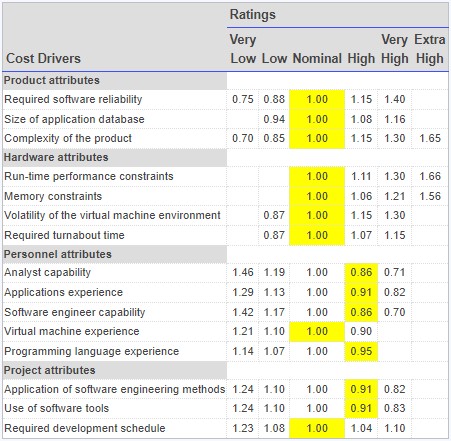 Ratings
Very Very Extra
Cost Drivers Low Low Nominal High High High
Product attributes
Required software reliability 0.75 0.88 1.00 1.15 1.40
Size of application database 0.94 1.00 1.08 1.16
Complexity of the product 0.70 0.85 1.00 1.15 1.30 1.65
Hardware attributes
Run-time performance constraints 1.00 1.11 1.30 1.66
Memory constraints 1.00 1.06 1.21 1.56
Volatility of the virtual machine environment 0.87 1.00 1.15 1.30
Required turnabout time 0.87 1.00 1.07 1.15
Personnel attributes
Analyst capability 1.46 1.19 1.00 0.86 0.71
Applications experience 1.29 1.13 1.00 0.91 0.82
Software engineer capability 1.42 1.17 1.00 0.86 0.70
Virtual machine experience 1.21 1.10 1.00 0.90
Programming language experience 1.14 1.07 1.00 0.95
Project attributes
Application of software engineering methods 1.24 1.10 1.00 0.91 0.82
Use of software tools 1.24 1.10 1.00 0.91 0.83
Required development schedule 1.23 1.08 1.00 1.04 1.10